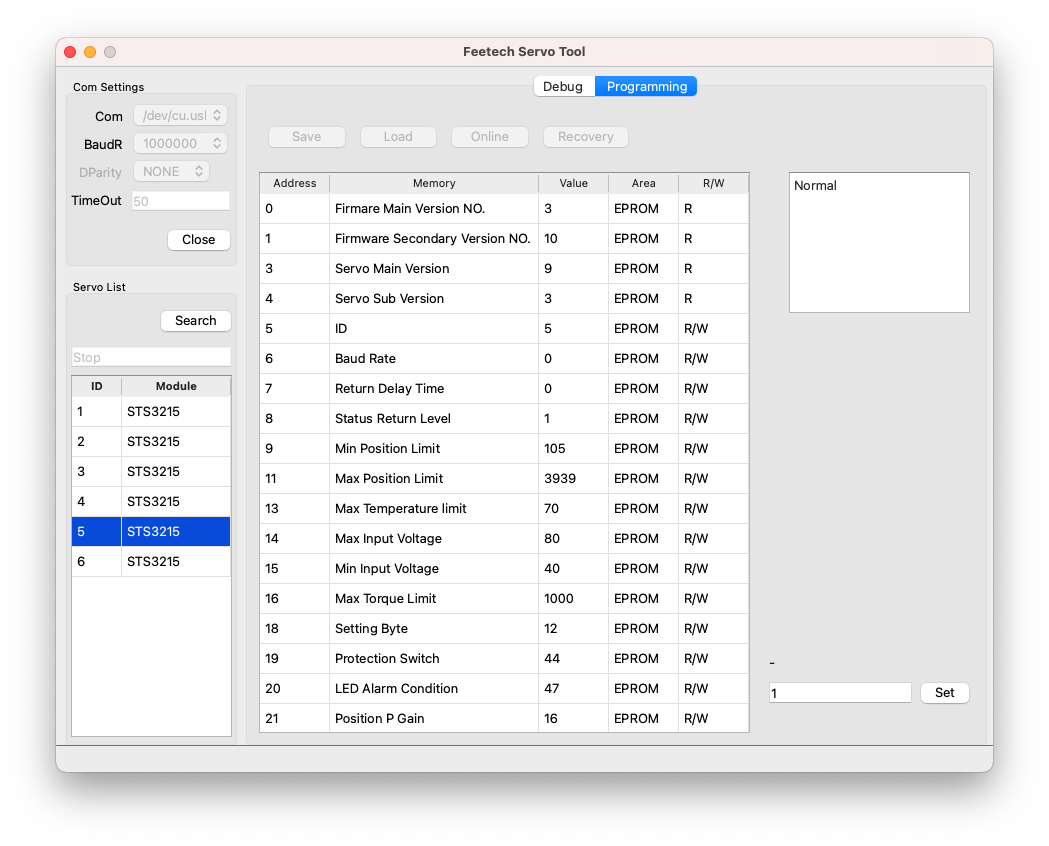 Feetech Servo Tool
Com Settings
Com /dev/cu.usl
BaudR 1000000
DParity NONE
TimeOut 50
Close
Servo List
Search
Stop
ID Module
1 STS3215
2 STS3215
3 STS3215
4 STS3215
5 STS3215
6 STS3215
Debug Programming
Save Load Online Recovery
Address Memory Value Area R/W
0 Firmare Main Version NO. 3 EPROM R
1 Firmware Secondary Version NO. 10 EPROM R
3 Servo Main Version 9 EPROM R
4 Servo Sub Version 3 EPROM R
5 ID 5 EPROM R/W
6 Baud Rate 0 EPROM R/W
7 Return Delay Time 0 EPROM R/W
8 Status Return Level 1 EPROM R/W
9 Min Position Limit 105 EPROM R/W
11 Max Position Limit 3939 EPROM R/W
13 Max Temperature limit 70 EPROM R/W
14 Max Input Voltage 80 EPROM R/W
15 Min Input Voltage 40 EPROM R/W
16 Max Torque Limit 1000 EPROM R/W
18 Setting Byte 12 EPROM R/W
19 Protection Switch 44 EPROM R/W
20 LED Alarm Condition 47 EPROM R/W
21 Position P Gain 16 EPROM R/W
Normal
-
1 Set